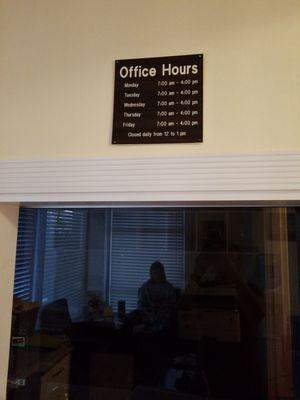 Office Hours
Monday 7:00 am - 4:00 pm
Tuesday 7:00 am - 4:00 pm
Wednesday 7:00 am - 4:00 pm
Thursday 7:00 am - 4:00 pm
Friday 7:00 am - 4:00 pm
Closed daily from 12 to 1 pm